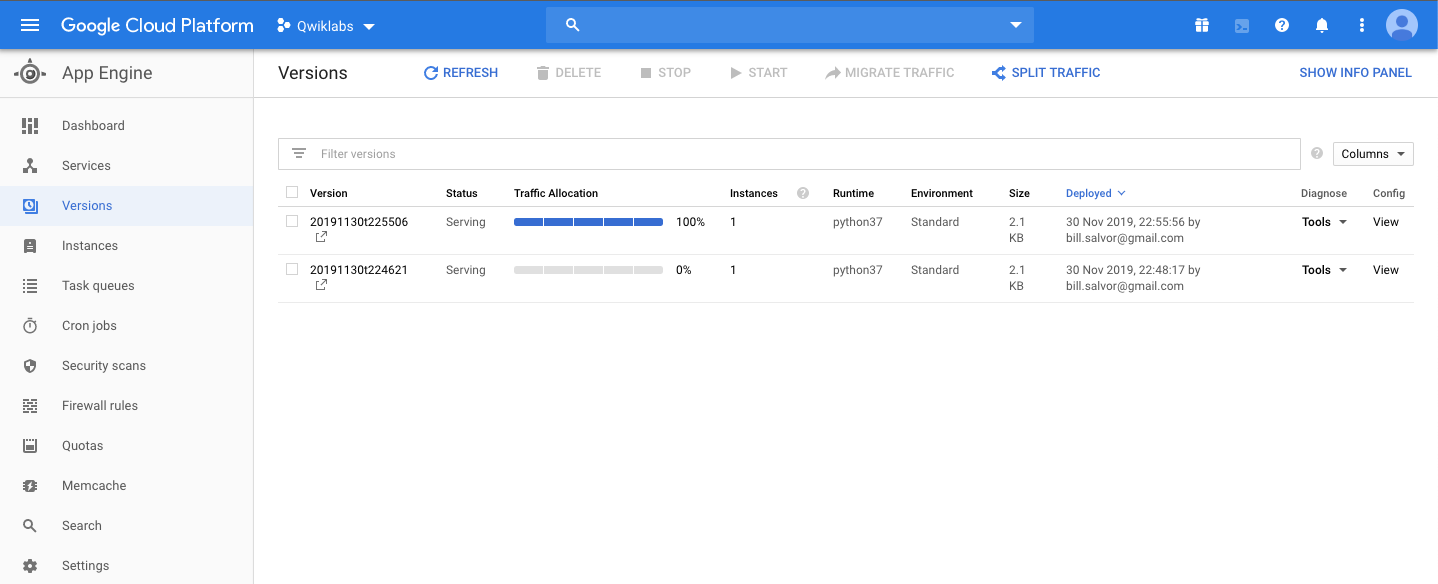 Google Cloud Platform Qwiklabs
App Engine
Versions REFRESH DELETE STOP START MIGRATE TRAFFIC SPLIT TRAFFIC SHOW INFO PANEL
Dashboard
Services
Versions
Instances
Task queues
Cron jobs
Security scans
Firewall rules
Quotas
Memcache
Search
Settings
Filter versions
Columns
Version Status Traffic Allocation Instances Runtime Environment Size Deployed Diagnose Config
20191130t225506 Serving 100% 1 python37 Standard 2.1 30 Nov 2019, 22:55:56 by Tools View
KB bill.salvor@gmail.com
20191130t224621 Serving 0% 1 python37 Standard 2.1 30 Nov 2019, 22:48:17 by Tools View
KB bill.salvor@gmail.com